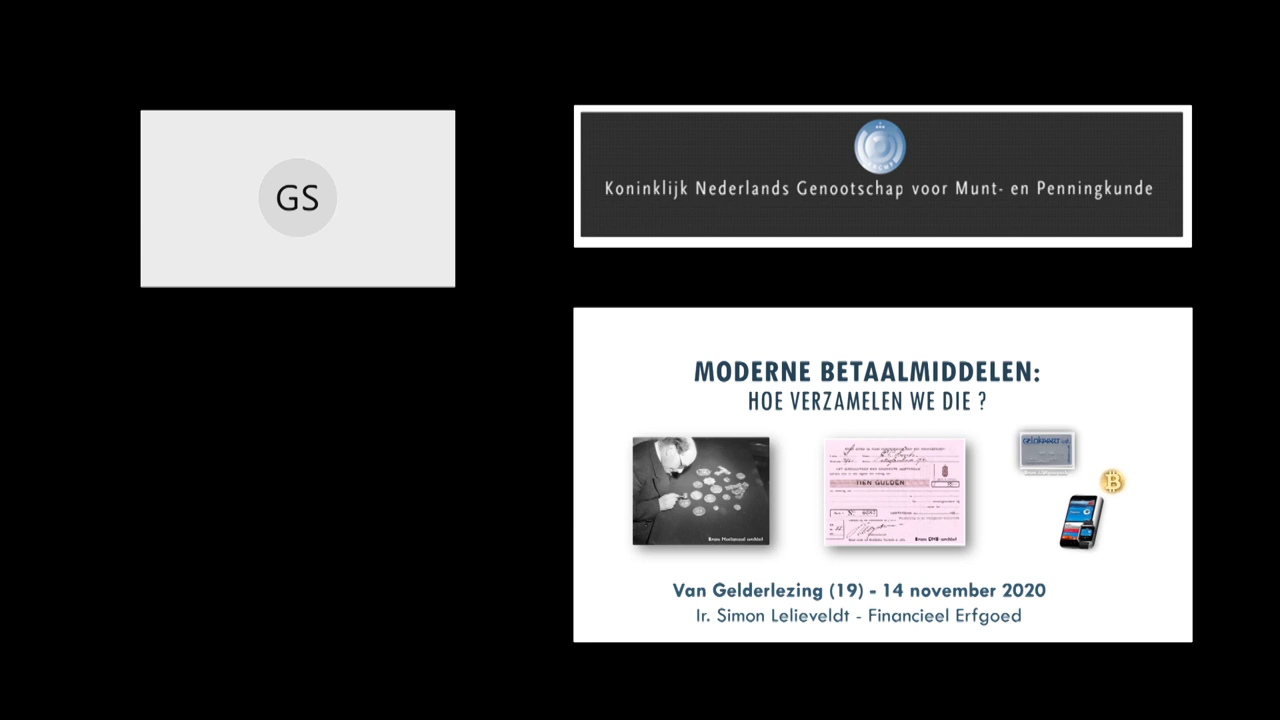 GS
Koninklijk Nederlands Genootschap voor Munt- en Penningkunde
MODERNE BETAALMIDDELEN:
HOE VERZAMELEN WE DIE ?
TIEN GULDEN
Van Gelderlezing (19) - 14 november 2020
Ir. Simon Lelieveldt - Financieel Erfgoed